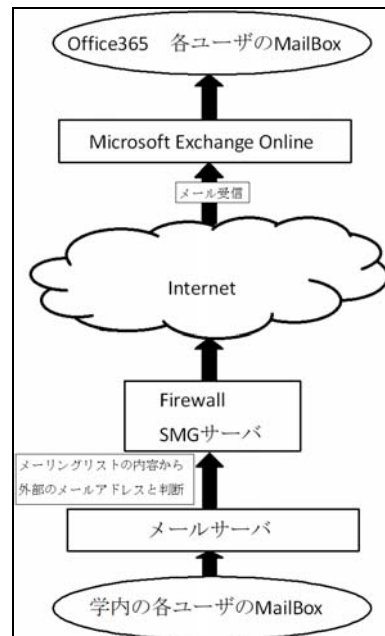 Office365 各ユーザのMailBox
Microsoft Exchange Online
メール受信
Internet
Firewall
SMGサーバ
メーリングリストの内容から
外部のメールアドレスと判断
メールサーバ
学内の各ユーザのMailBox